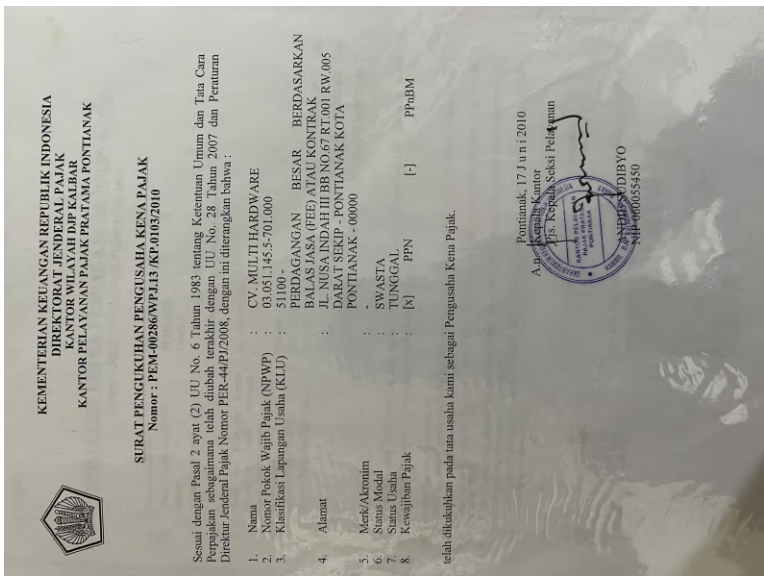 KEMENTERIAN KEUANGAN REPUBLIK INDONESIA
DIREKTORAT JENDERAL PAJAK
KANTOR WILAYAH DJP KALBAR
KANTOR PELAYANAN PAJAK PRATAMA PONTIANAK
SURAT PENGUKUHAN PENGUSAHA KENA PAJAK
Nomor : PEM-00286/WPJ.13 /KP.0103/2010
Sesuai dengan Pasal 2 ayat (2) UU No. 6 Tahun 1983 tentang Ketentuan Umum dan Tata Cara
Perpajakan sebagaimana telah diubah terakhir dengan UU No. 28 Tahun 2007 dan Peraturan
Direktur Jenderal Pajak Nomor PER-44/PJ/2008, dengan ini diterangkan bahwa :
1. Nama : CV. MULTI HARDWARE
2. Nomor Pokok Wajib Pajak (NPWP) : 03.051.145.5-701.000
3. Klasifikasi Lapangan Usaha (KLU) : 51100 -
PERDAGANGAN BESAR BERDASARKAN
BALAS JASA (FEE) ATAU KONTRAK
4. Alamat : JL. NUSA INDAH III BB NO.67 RT.001 RW.005
DARAT SEKIP - PONTIANAK KOTA
PONTIANAK - 00000
5. Merk/Akronim : -
6. Status Modal : SWASTA
7. Status Usaha : TUNGGAL
8. Kewajiban Pajak : [x] PPN [-] PPnBM
telah dikukuhkan pada tata usaha kami sebagai Pengusaha Kena Pajak.
Pontianak, 17 J u n i 2010
A.n Kepala Kantor
Pjs. Kepala Seksi Pelayanan
KANTOR PELAYANAN
PAJAK PRATAMA
PONTIANAK
NIP 060055450